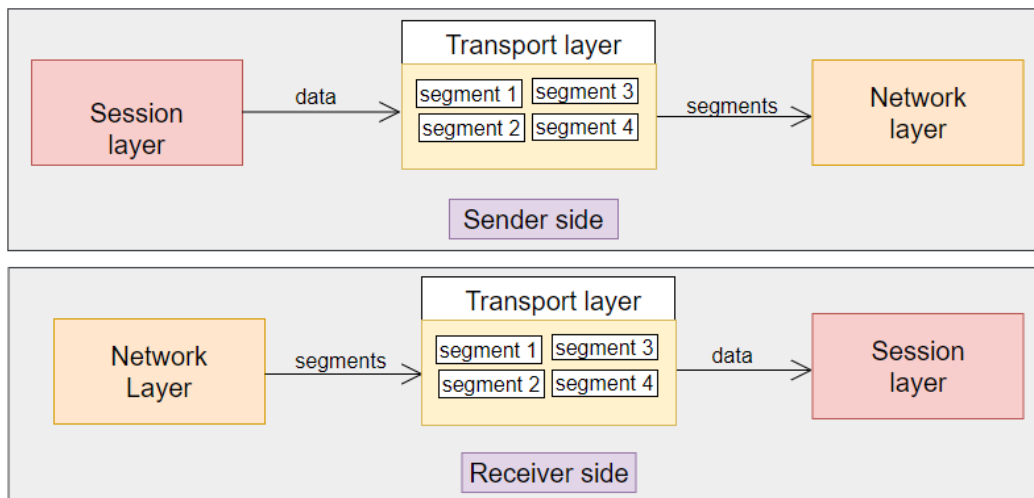 Transport layer
Session
layer
data
segment 1
segment 3
segment 2
segment 4
segments
Network
layer
Sender side
Transport layer
Network
Layer
segments
segment 1
segment 3
segment 2
segment 4
data
Session
layer
Receiver side